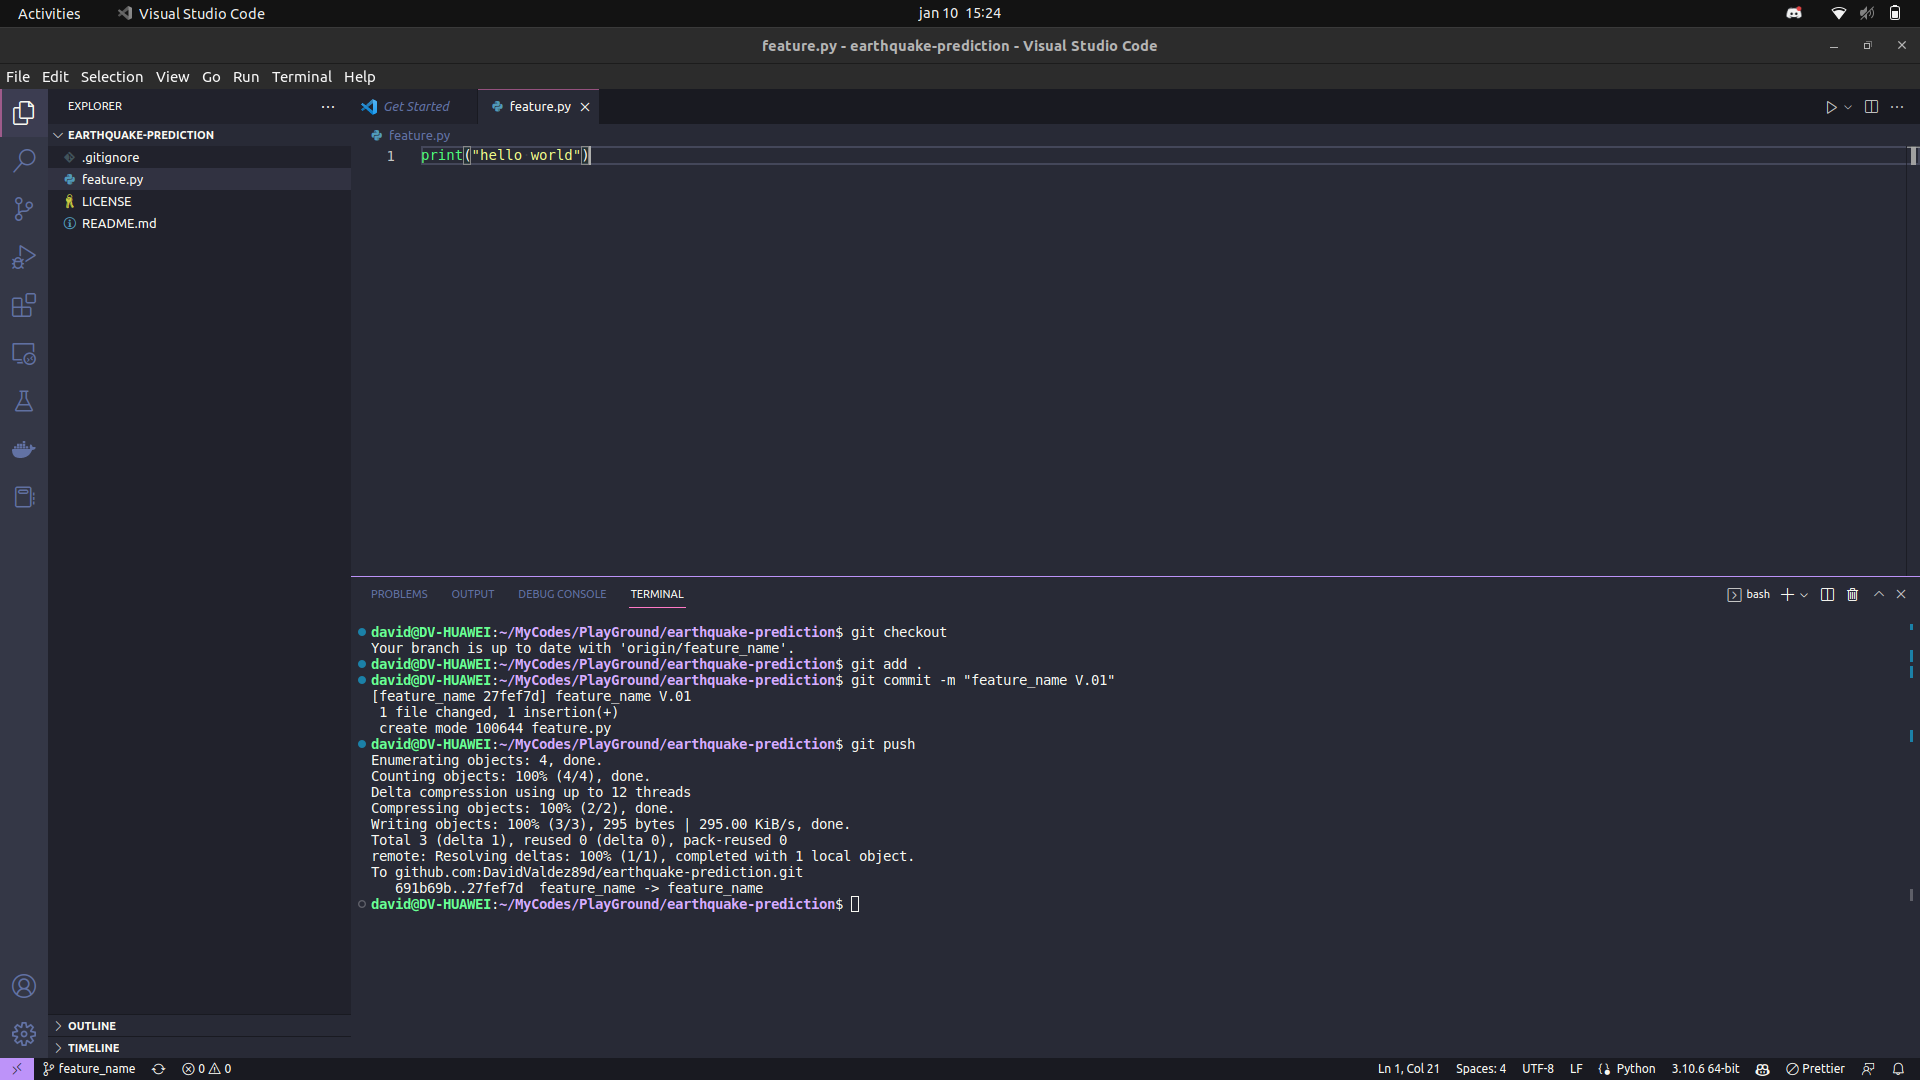 Activities
Visual Studio Code
jan 10 15:24
feature.py - earthquake-prediction - Visual Studio Code
File Edit Selection View Go Run Terminal Help
EXPLORER
Get Started
feature.py
EARTHQUAKE-PREDICTION
.gitignore
feature.py
LICENSE
README.md
feature.py
1 print("hello world")
PROBLEMS OUTPUT DEBUG CONSOLE TERMINAL
bash
david@DV-HUAWEI:~/MyCodes/PlayGround/earthquake-prediction$ git checkout
Your branch is up to date with 'origin/feature_name'.
david@DV-HUAWEI:~/MyCodes/PlayGround/earthquake-prediction$ git add .
david@DV-HUAWEI:~/MyCodes/PlayGround/earthquake-prediction$ git commit -m "feature_name V.01"
[feature_name 27fef7d] feature_name V.01
 1 file changed, 1 insertion(+)
 create mode 100644 feature.py
david@DV-HUAWEI:~/MyCodes/PlayGround/earthquake-prediction$ git push
Enumerating objects: 4, done.
Counting objects: 100% (4/4), done.
Delta compression using up to 12 threads
Compressing objects: 100% (2/2), done.
Writing objects: 100% (3/3), 295 bytes | 295.00 KiB/s, done.
Total 3 (delta 1), reused 0 (delta 0), pack-reused 0
remote: Resolving deltas: 100% (1/1), completed with 1 local object.
To github.com:DavidValdez89d/earthquake-prediction.git
   691b69b..27fef7d  feature_name -> feature_name
david@DV-HUAWEI:~/MyCodes/PlayGround/earthquake-prediction$
OUTLINE
TIMELINE
feature_name 0 0
Ln 1, Col 21 Spaces: 4 UTF-8 LF Python 3.10.6 64-bit Prettier